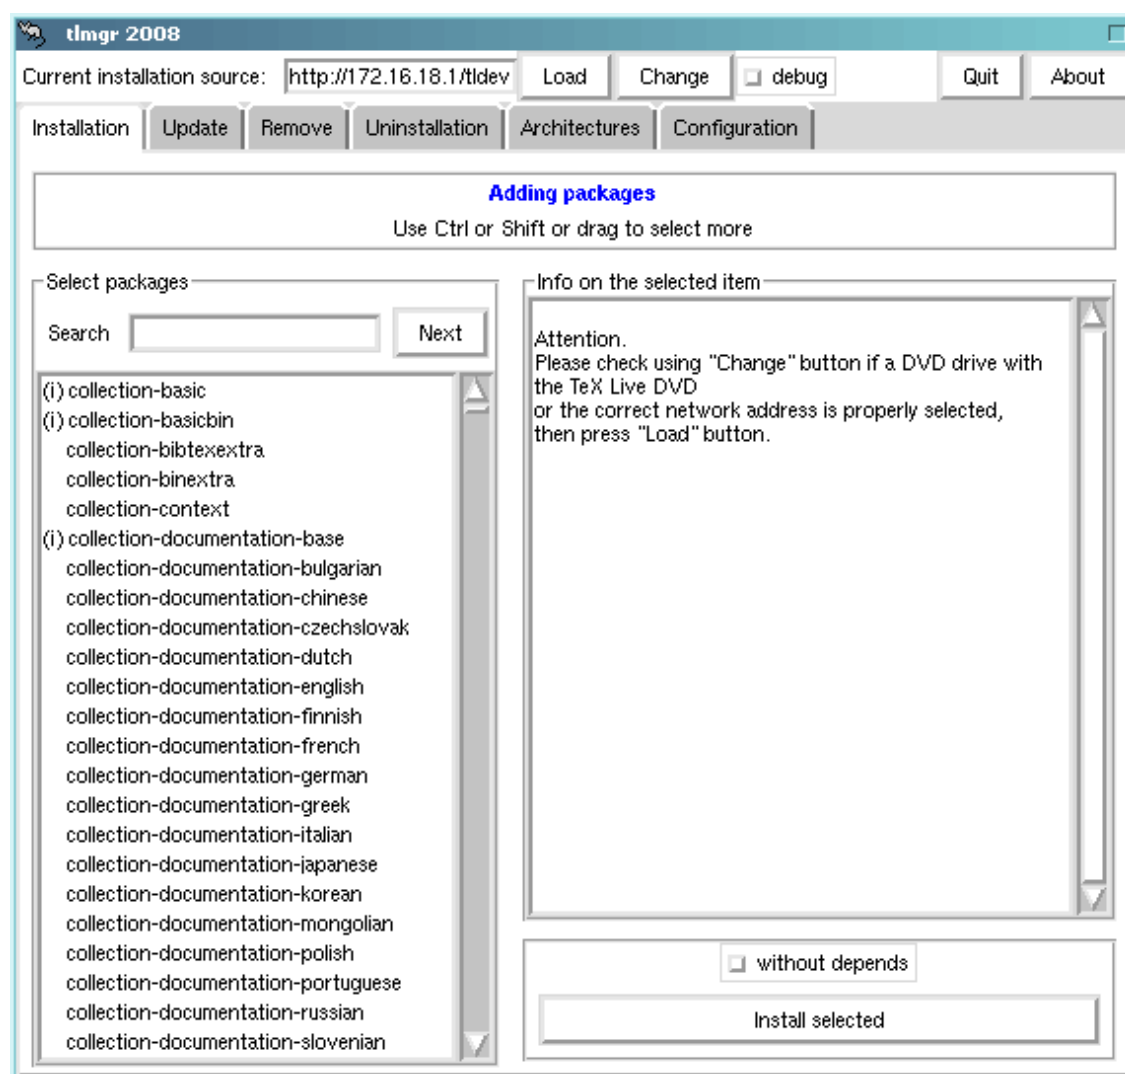 tlmgr 2008
Current installation source: http://172.16.18.1/tldev Load Change debug Quit About
Installation Update Remove Uninstallation Architectures Configuration
Adding packages
Use Ctrl or Shift or drag to select more
Select packages
Search Next
(i) collection-basic
(i) collection-basicbin
collection-bibtexextra
collection-binextra
collection-context
(i) collection-documentation-base
collection-documentation-bulgarian
collection-documentation-chinese
collection-documentation-czechslovak
collection-documentation-dutch
collection-documentation-english
collection-documentation-finnish
collection-documentation-french
collection-documentation-german
collection-documentation-greek
collection-documentation-italian
collection-documentation-japanese
collection-documentation-korean
collection-documentation-mongolian
collection-documentation-polish
collection-documentation-portuguese
collection-documentation-russian
collection-documentation-slovenian
Info on the selected item
Attention.
Please check using "Change" button if a DVD drive with
the TeX Live DVD
or the correct network address is properly selected,
then press "Load" button.
without depends
Install selected